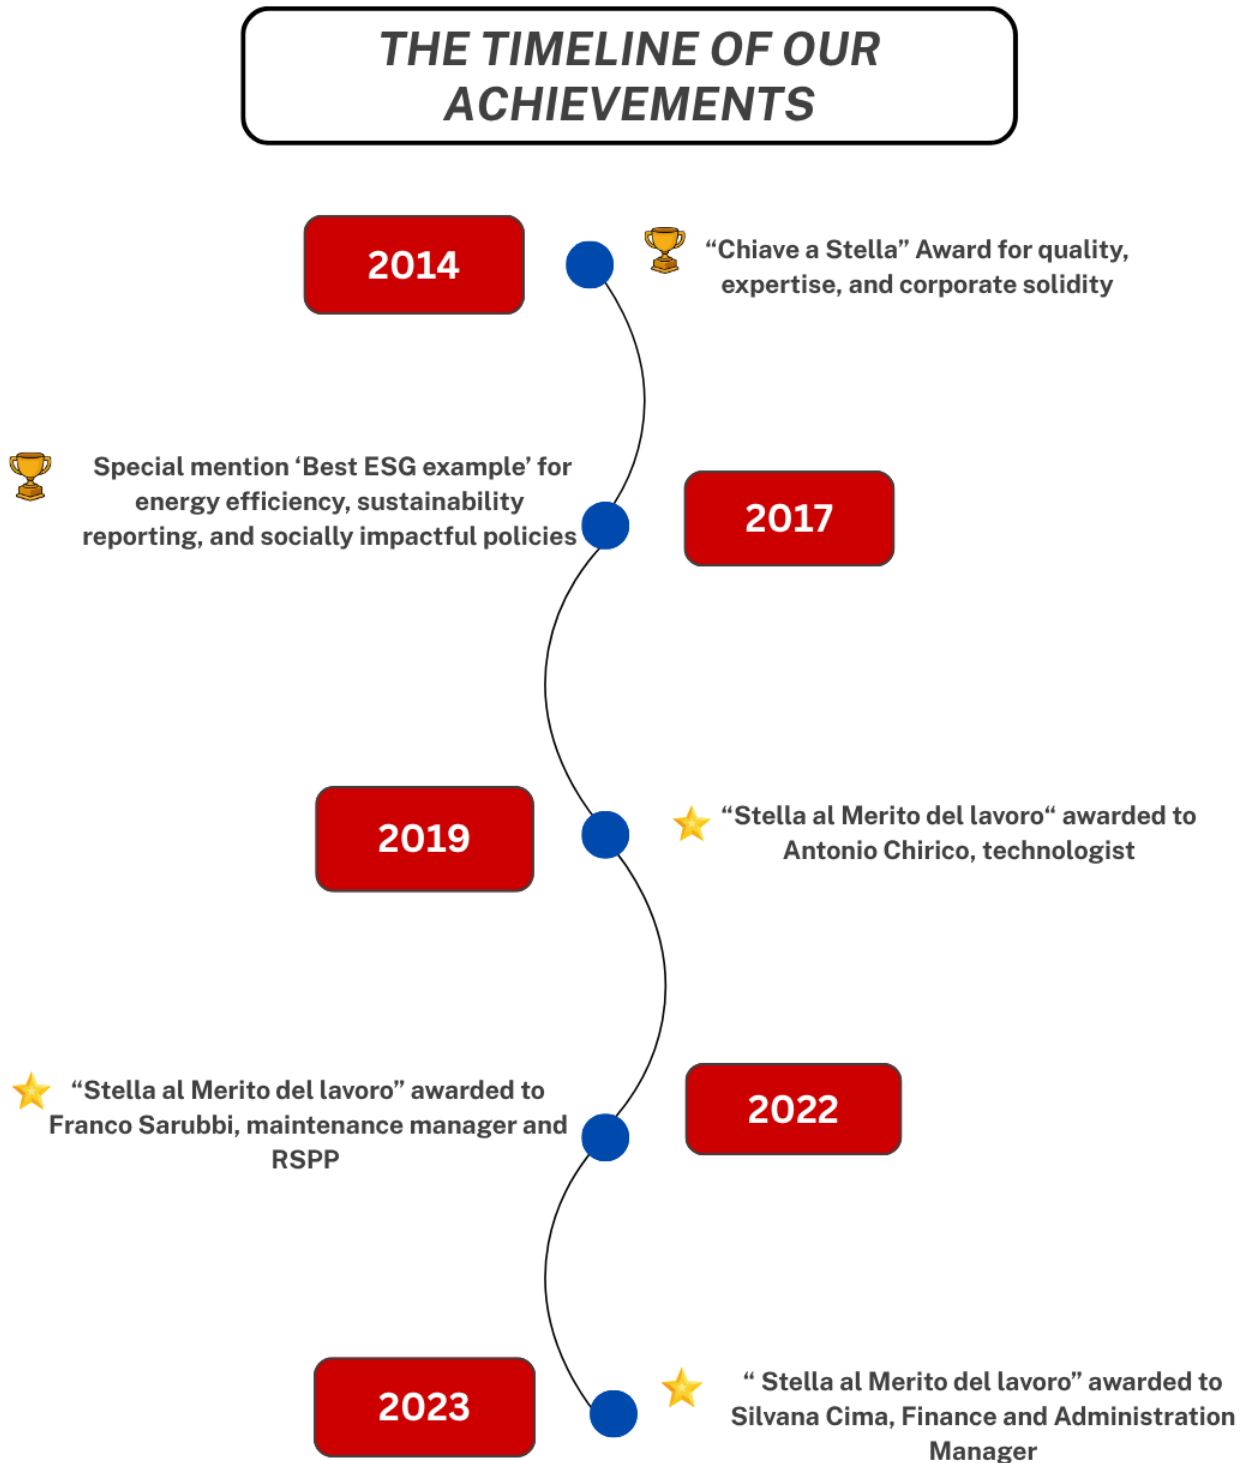 THE TIMELINE OF OUR
ACHIEVEMENTS
2014
“Chiave a Stella” Award for quality,
expertise, and corporate solidity
Special mention ‘Best ESG example’ for
energy efficiency, sustainability
reporting, and socially impactful policies
2017
2019
“Stella al Merito del lavoro“ awarded to
Antonio Chirico, technologist
“Stella al Merito del lavoro” awarded to
Franco Sarubbi, maintenance manager and
RSPP
2022
2023
“ Stella al Merito del lavoro” awarded to
Silvana Cima, Finance and Administration
Manager